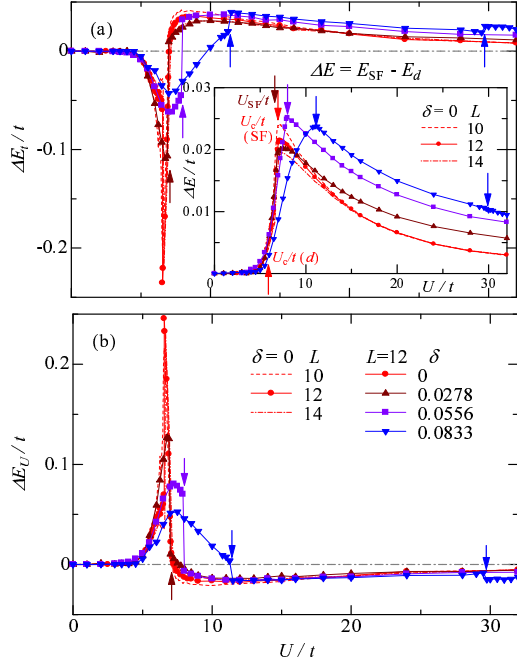 (a)
ΔE = E_SF - E_d
0.0
-0.1
-0.2
ΔE_t / t
0.03
0.02
0.01
ΔE / t
U_SF/t
U_c/t
(SF)
U_c/t (d)
δ = 0 L
10
12
14
0 10 20 30
U / t
(b)
0.2
0.1
0
ΔE_U / t
δ = 0 L
10
12
14
L=12 δ
0
0.0278
0.0556
0.0833
0 10 20 30
U / t